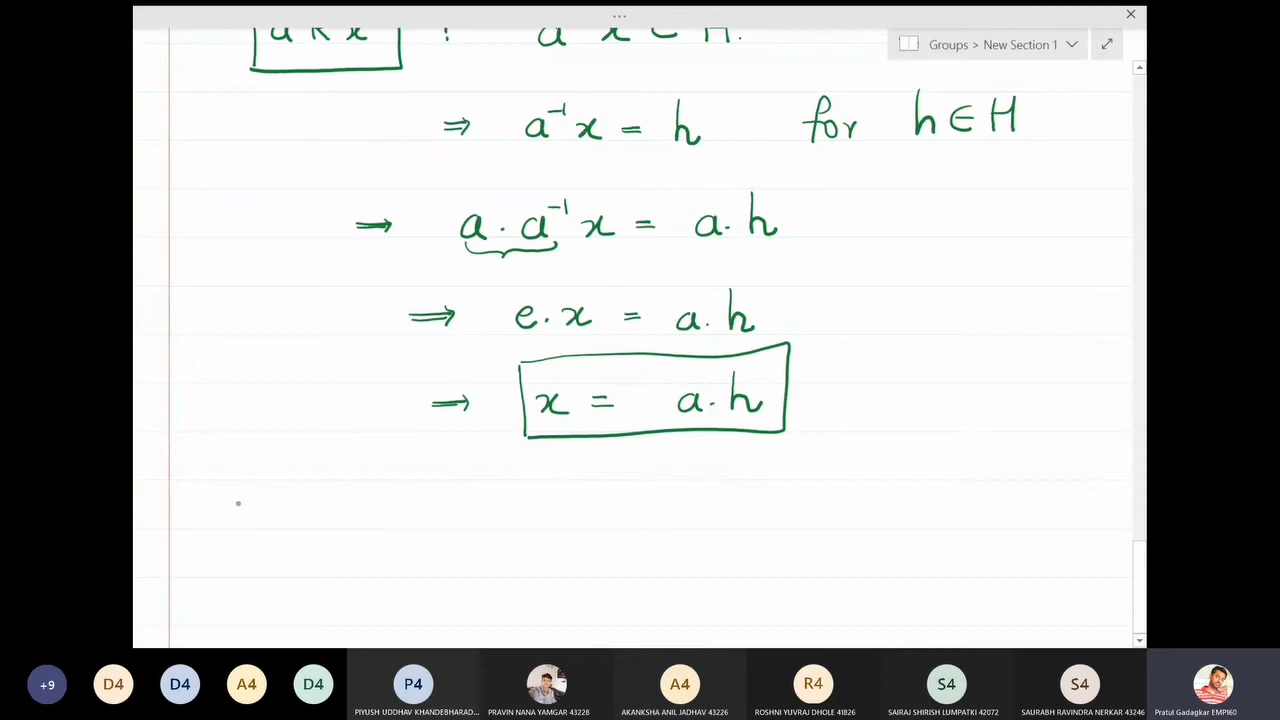 ...
Groups > New Section 1
a R x : a x ∈ H.
⇒ a⁻¹x = h for h ∈ H
⇒ a · a⁻¹ x = a · h
⇒ e · x = a · h
⇒ x = a · h
+9 D4 D4 A4 D4 P4 A4 R4 S4 S4
PIYUSH UDDHAV KHANDEBHARAD... PRAVIN NANA YAMGAR 43228 AKANKSHA ANIL JADHAV 43226 ROSHNI YUVRAJ DHOLE 41826 SAIRAJ SHIRISH LUMPATKI 42072 SAURABH RAVINDRA NERKAR 43246 Pratul Gadagkar EMP160